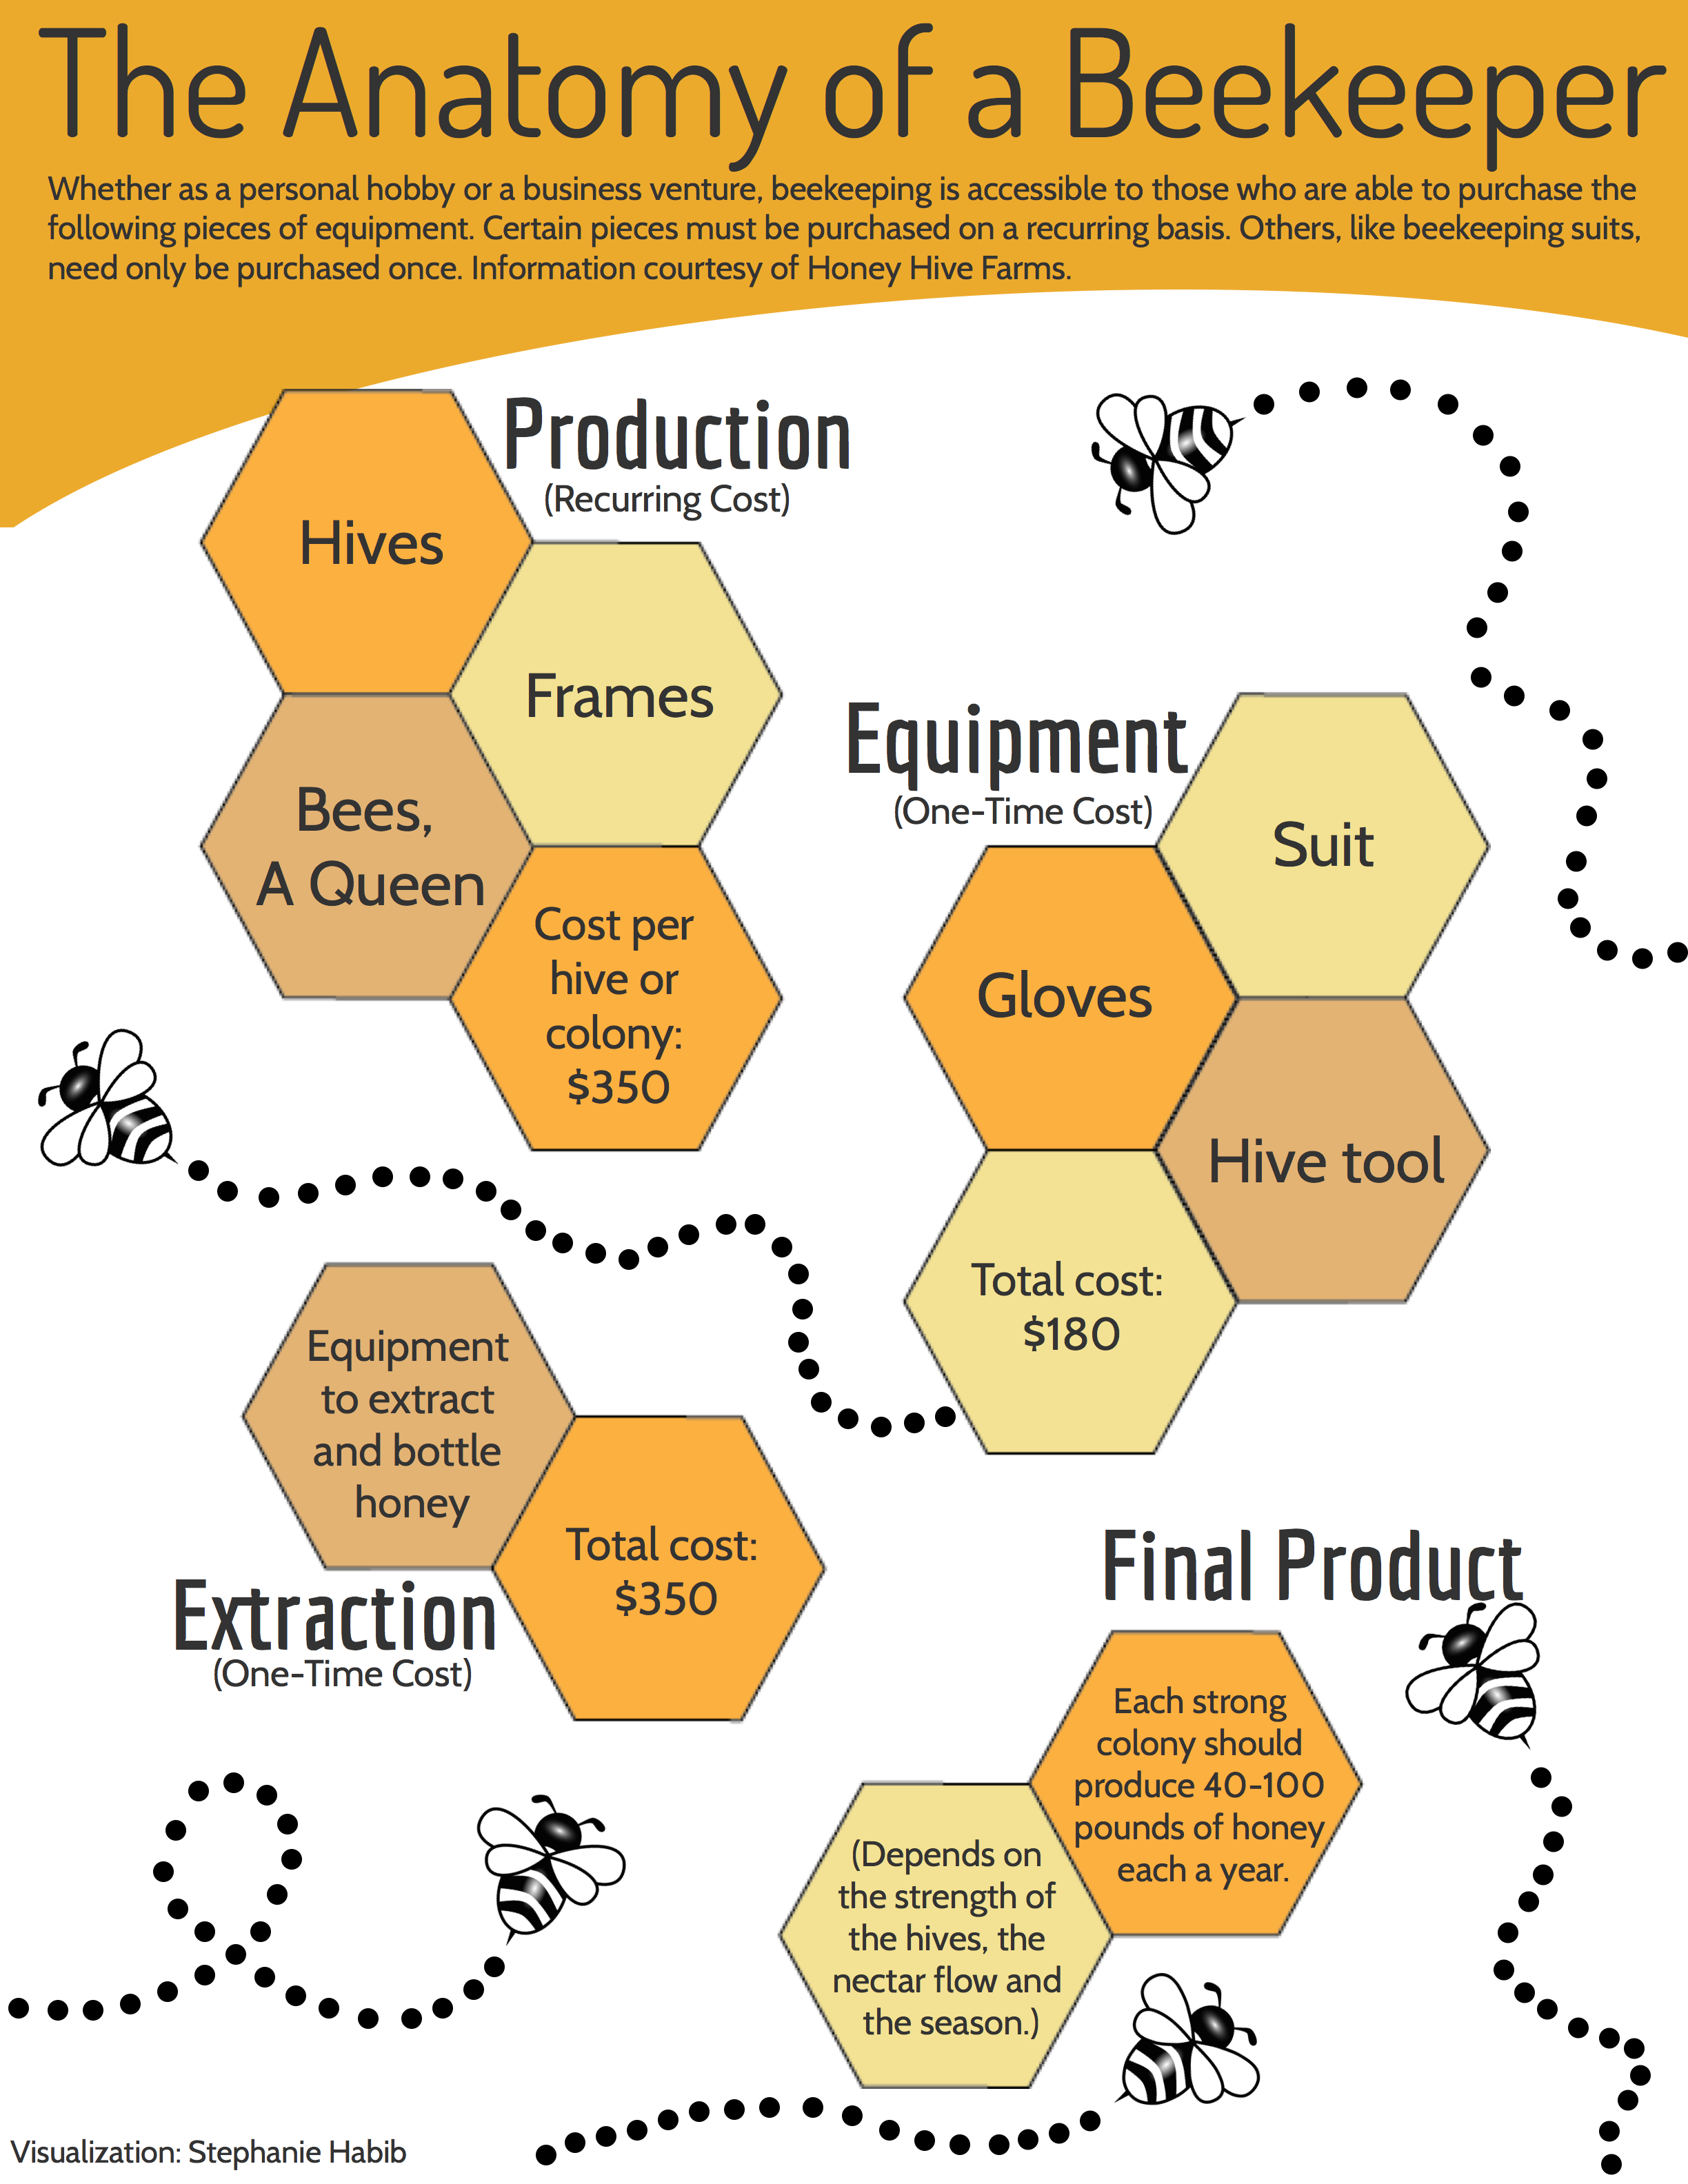 The Anatomy of a Beekeeper
Whether as a personal hobby or a business venture, beekeeping is accessible to those who are able to purchase the
following pieces of equipment. Certain pieces must be purchased on a recurring basis. Others, like beekeeping suits,
need only be purchased once. Information courtesy of Honey Hive Farms.
Production
(Recurring Cost)
Hives
Frames
Bees,
A Queen
Cost per
hive or
colony:
$350
Equipment
(One-Time Cost)
Suit
Gloves
Hive tool
Total cost:
$180
Equipment
to extract
and bottle
honey
Total cost:
$350
Extraction
(One-Time Cost)
Final Product
Each strong
colony should
produce 40-100
pounds of honey
each a year.
(Depends on
the strength of
the hives, the
nectar flow and
the season.)
Visualization: Stephanie Habib